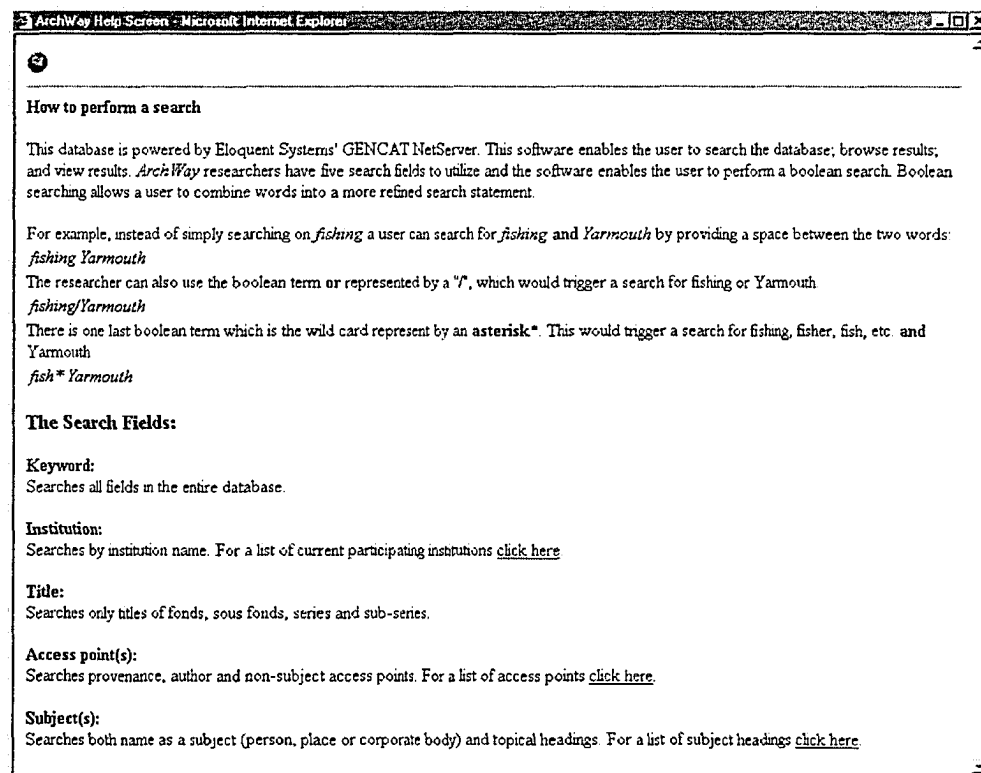 ArchWay Help Screen - Microsoft Internet Explorer
How to perform a search
This database is powered by Eloquent Systems' GENCAT NetServer. This software enables the user to search the database; browse results;
and view results. ArchWay researchers have five search fields to utilize and the software enables the user to perform a boolean search. Boolean
searching allows a user to combine words into a more refined search statement.
For example, instead of simply searching on fishing a user can search for fishing and Yarmouth by providing a space between the two words:
fishing Yarmouth
The researcher can also use the boolean term or represented by a "/", which would trigger a search for fishing or Yarmouth
fishing/Yarmouth
There is one last boolean term which is the wild card represent by an asterisk*. This would trigger a search for fishing, fisher, fish, etc. and
Yarmouth
fish* Yarmouth
The Search Fields:
Keyword:
Searches all fields in the entire database.
Institution:
Searches by institution name. For a list of current participating institutions click here
Title:
Searches only titles of fonds, sous fonds, series and sub-series.
Access point(s):
Searches provenance, author and non-subject access points. For a list of access points click here.
Subject(s):
Searches both name as a subject (person, place or corporate body) and topical headings. For a list of subject headings click here.